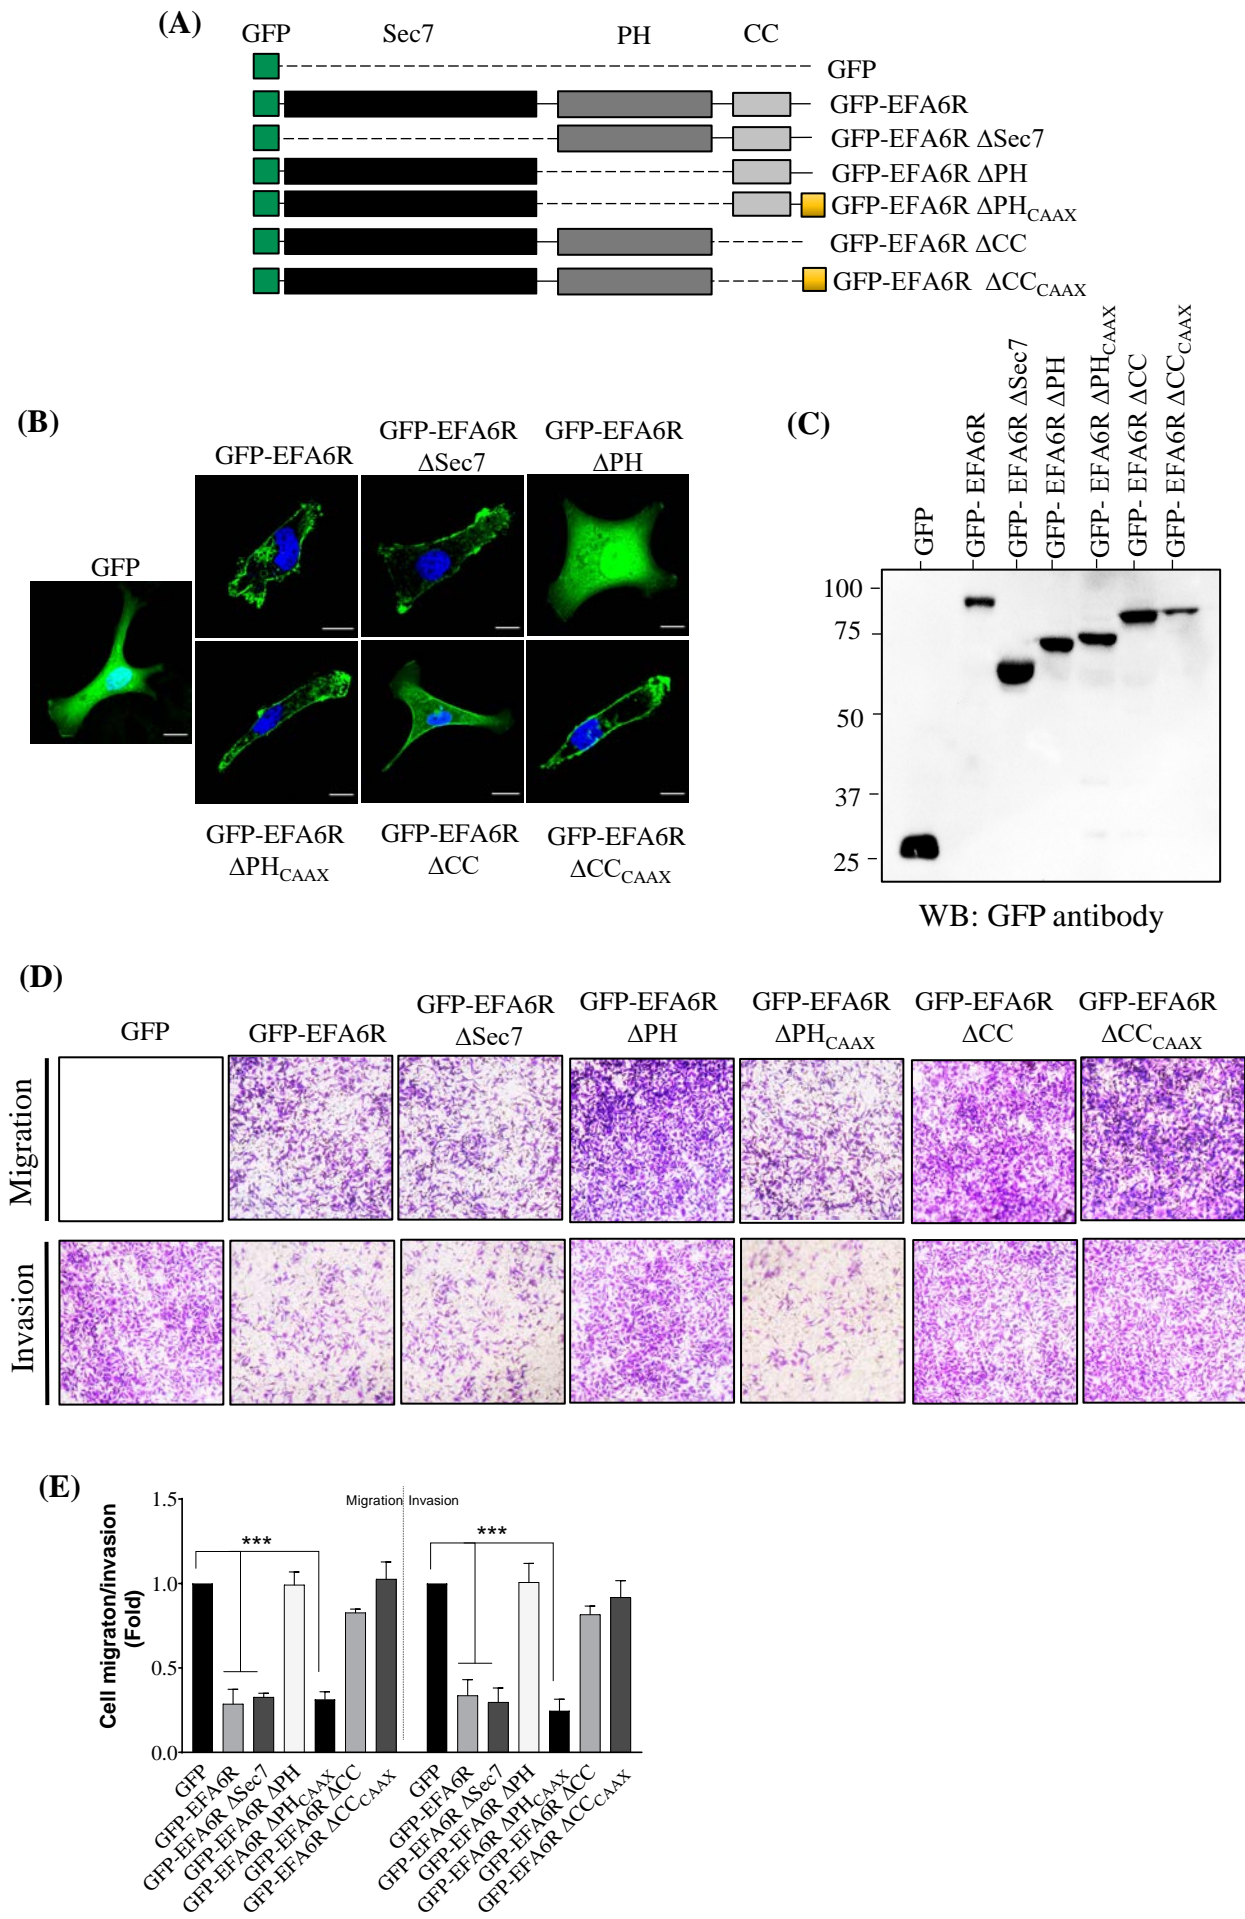 (A)
GFP Sec7 PH CC
GFP
GFP-EFA6R
GFP-EFA6R ΔSec7
GFP-EFA6R ΔPH
GFP-EFA6R ΔPHCAAX
GFP-EFA6R ΔCC
GFP-EFA6R ΔCCCAAX
(B)
GFP
GFP-EFA6R
GFP-EFA6R
ΔSec7
GFP-EFA6R
ΔPH
GFP-EFA6R
ΔPHCAAX
GFP-EFA6R
ΔCC
GFP-EFA6R
ΔCCCAAX
(C)
GFP
GFP- EFA6R
GFP- EFA6R ΔSec7
GFP- EFA6R ΔPH
GFP- EFA6R ΔPHCAAX
GFP- EFA6R ΔCC
GFP- EFA6R ΔCCCAAX
100
75
50
37
25
WB: GFP antibody
(D)
GFP
GFP-EFA6R
GFP-EFA6R
ΔSec7
GFP-EFA6R
ΔPH
GFP-EFA6R
ΔPHCAAX
GFP-EFA6R
ΔCC
GFP-EFA6R
ΔCCCAAX
Migration
Invasion
(E)
Cell migraton/invasion
(Fold)
1.5
1.0
0.5
0.0
Migration Invasion
***
***
GFP
GFP-EFA6R
GFP-EFA6R ΔSec7
GFP-EFA6R ΔPH
GFP-EFA6R ΔPHCAAX
GFP-EFA6R ΔCC
GFP-EFA6R ΔCCCAAX
GFP
GFP-EFA6R
GFP-EFA6R ΔSec7
GFP-EFA6R ΔPH
GFP-EFA6R ΔPHCAAX
GFP-EFA6R ΔCC
GFP-EFA6R ΔCCCAAX